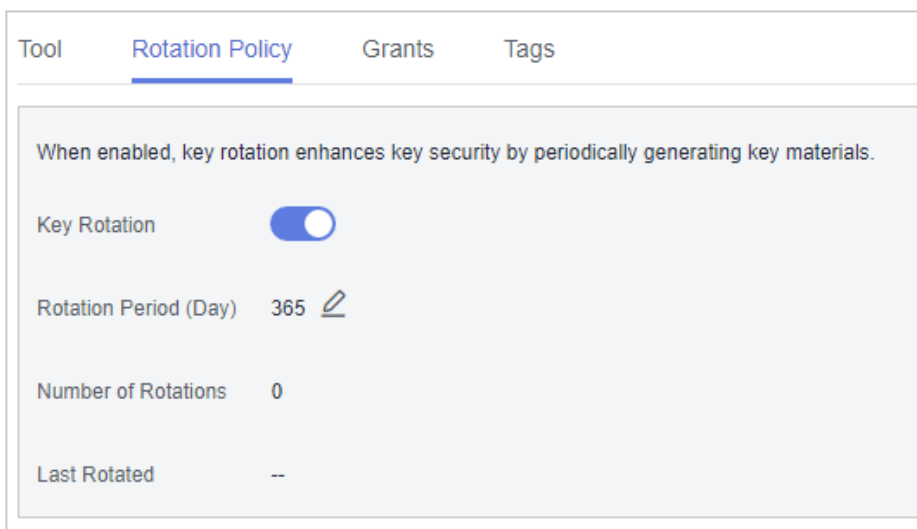 Tool Rotation Policy Grants Tags
When enabled, key rotation enhances key security by periodically generating key materials.
Key Rotation
Rotation Period (Day) 365
Number of Rotations 0
Last Rotated --